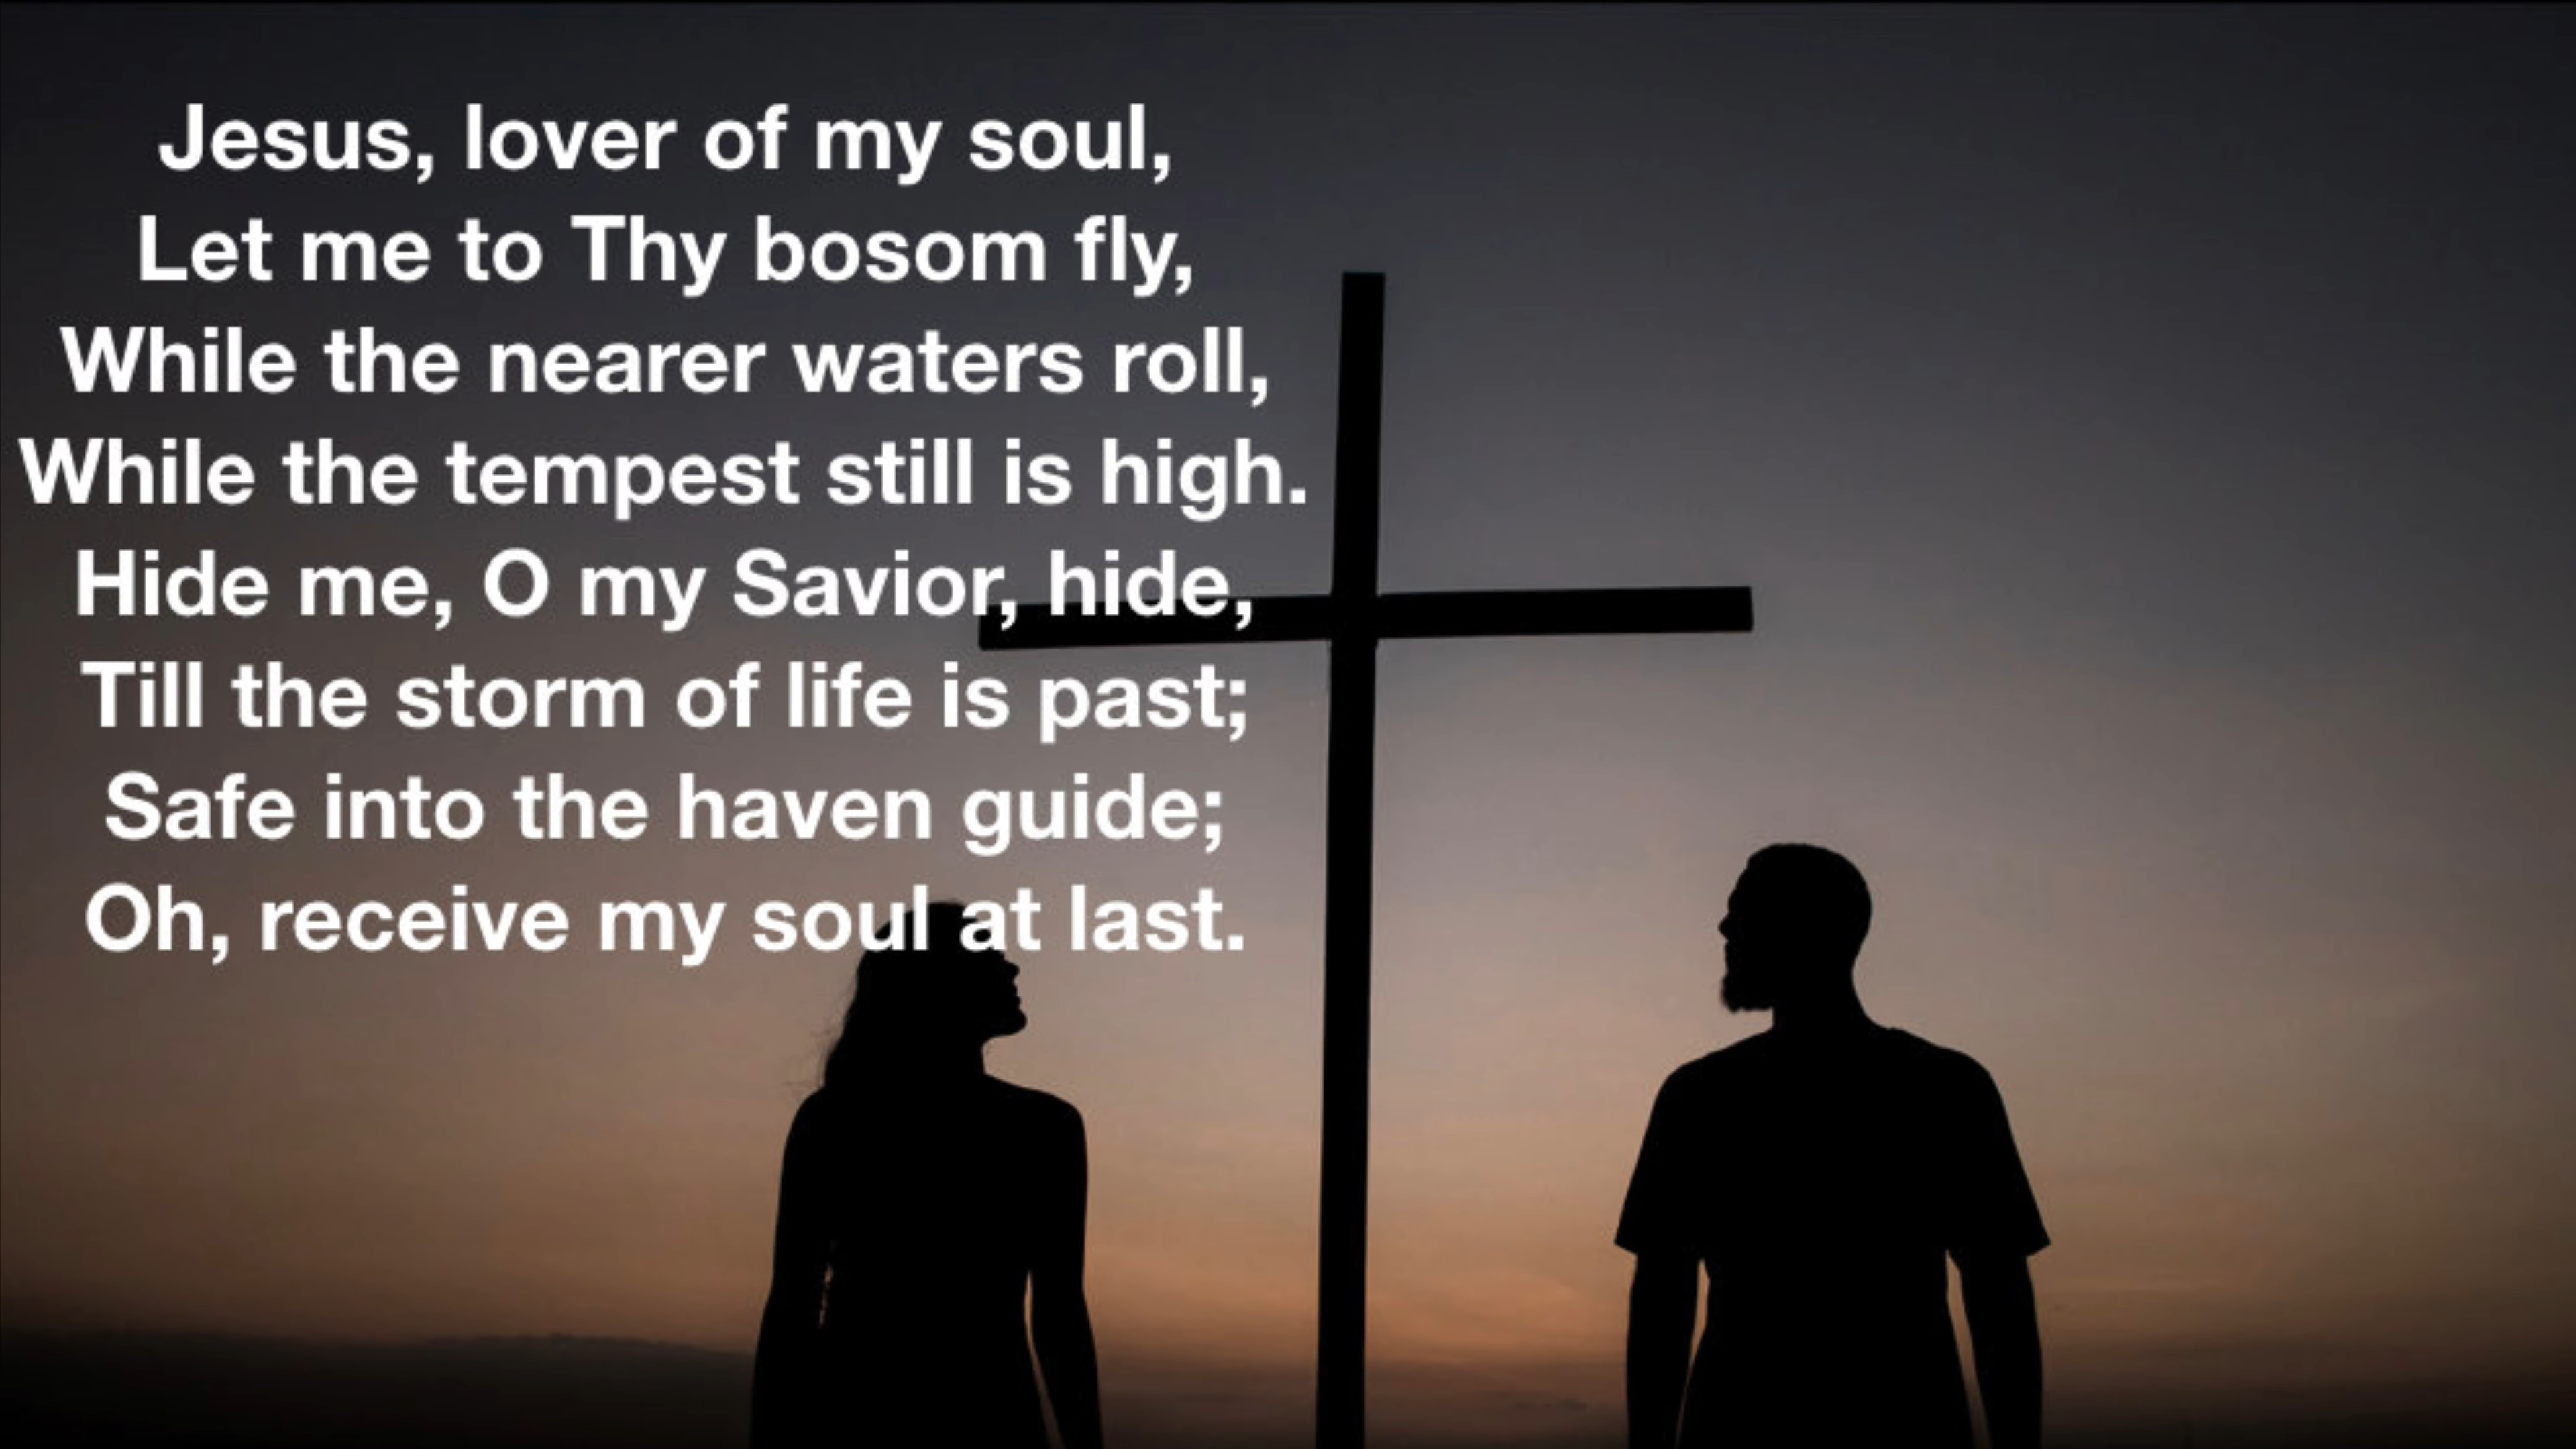 Jesus, lover of my soul,
Let me to Thy bosom fly,
While the nearer waters roll,
While the tempest still is high.
Hide me, O my Savior, hide,
Till the storm of life is past;
Safe into the haven guide;
Oh, receive my soul at last.